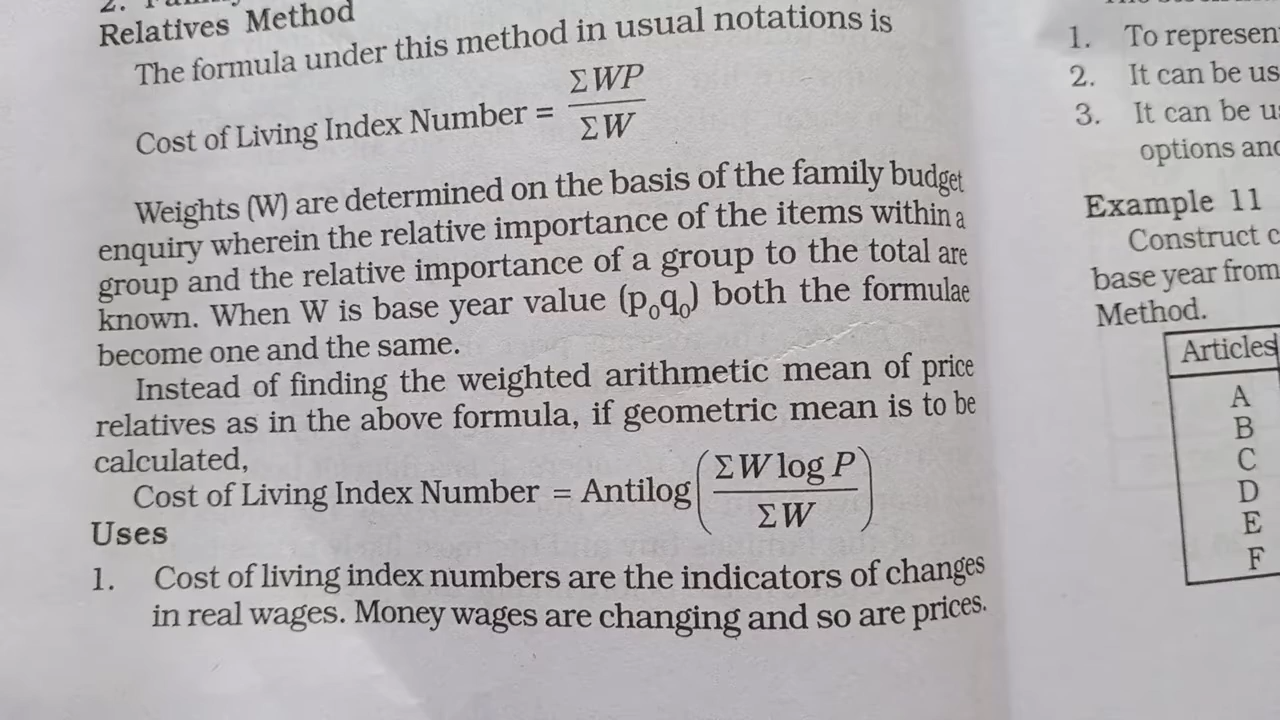 2.
Relatives Method
The formula under this method in usual notations is
Cost of Living Index Number = ΣWP / ΣW
Weights (W) are determined on the basis of the family budget
enquiry wherein the relative importance of the items within a
group and the relative importance of a group to the total are
known. When W is base year value (p₀q₀) both the formulae
become one and the same.
Instead of finding the weighted arithmetic mean of price
relatives as in the above formula, if geometric mean is to be
calculated,
Cost of Living Index Number = Antilog(ΣW log P / ΣW)
Uses
1. Cost of living index numbers are the indicators of changes
in real wages. Money wages are changing and so are prices.
1. To represen
2. It can be us
3. It can be u
options and
Example 11
Construct c
base year from
Method.
Articles
A
B
C
D
E
F